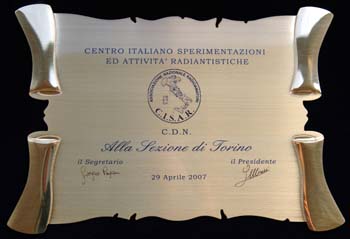 CENTRO ITALIANO SPERIMENTAZIONI
ED ATTIVITA' RADIANTISTICHE
C.I.S.A.R.
C.D.N.
Alla Sezione di Torino
il Segretario
il Presidente
29 Aprile 2007